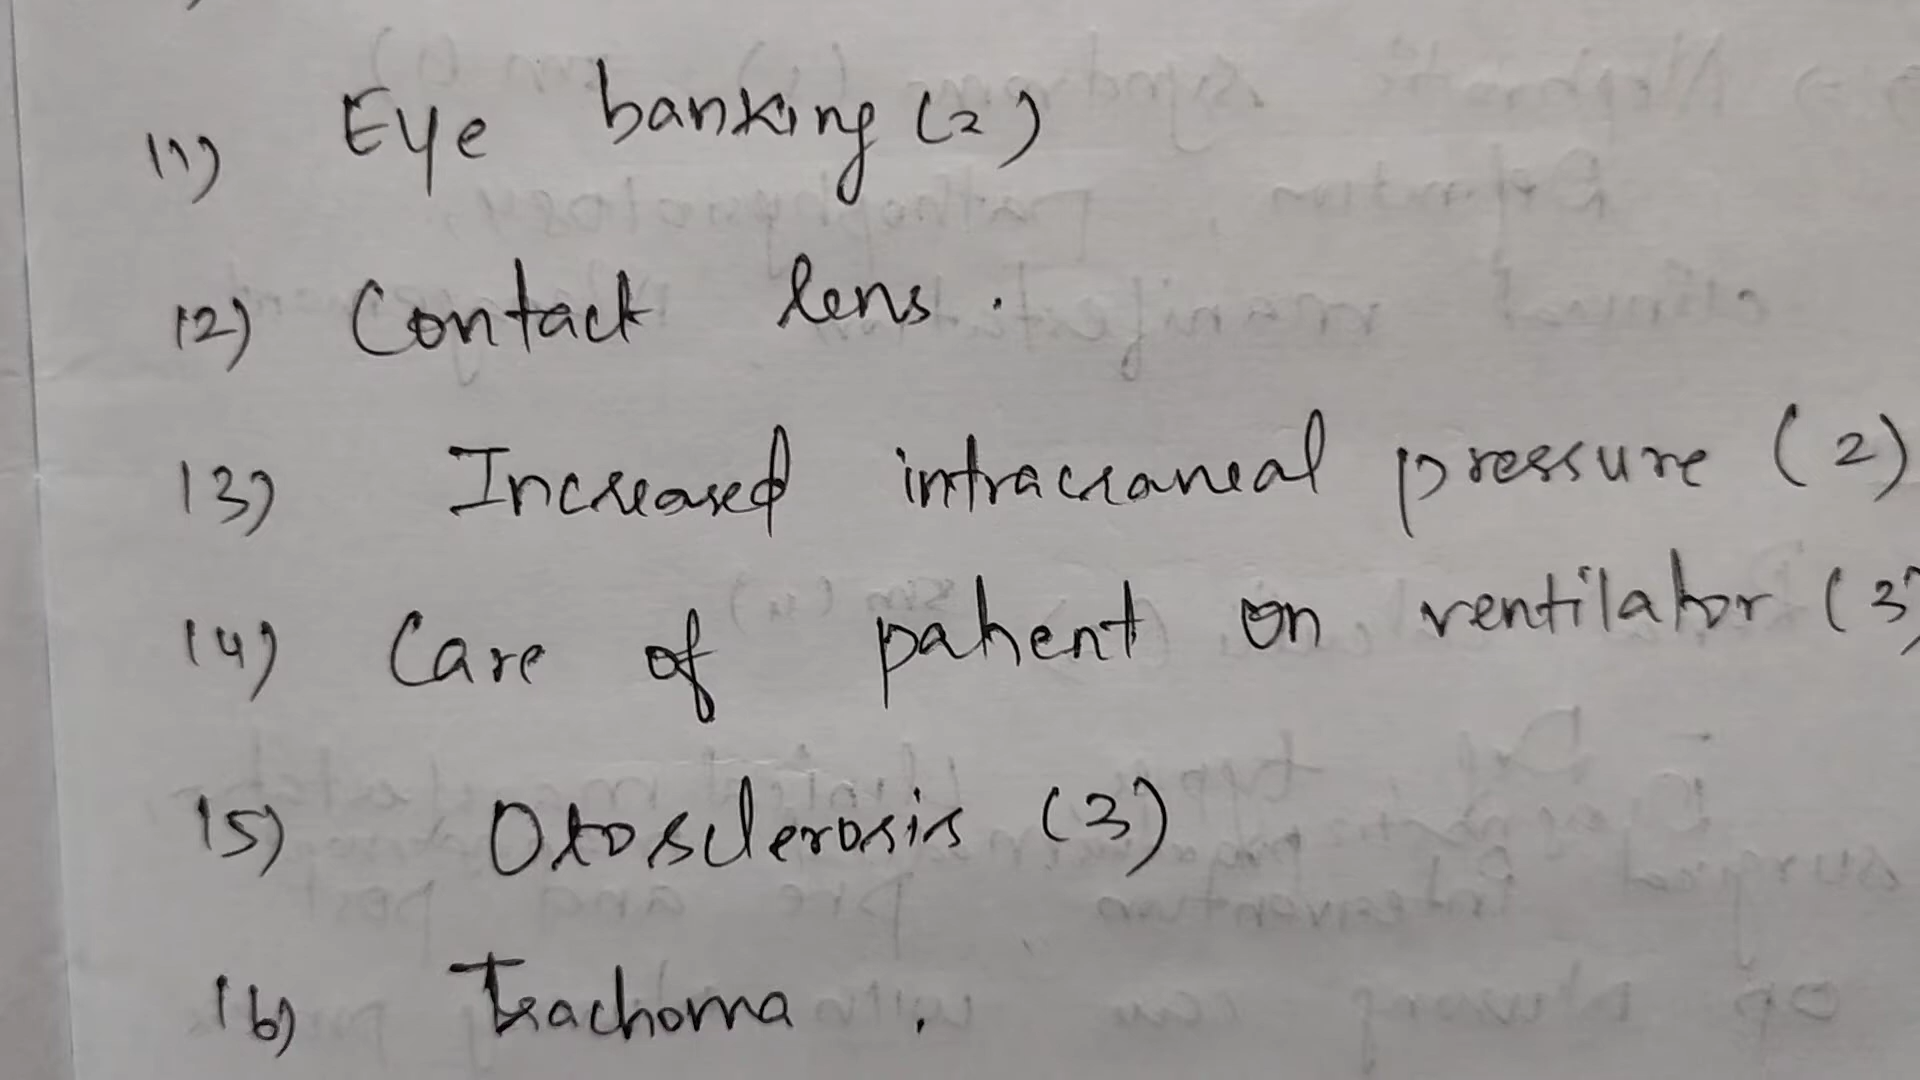 11) Eye banking (2)
12) Contact lens.
13) Increased intracraneal pressure (2)
14) Care of patient on ventilator (3)
15) Otosclerosis (3)
16) Trachoma.